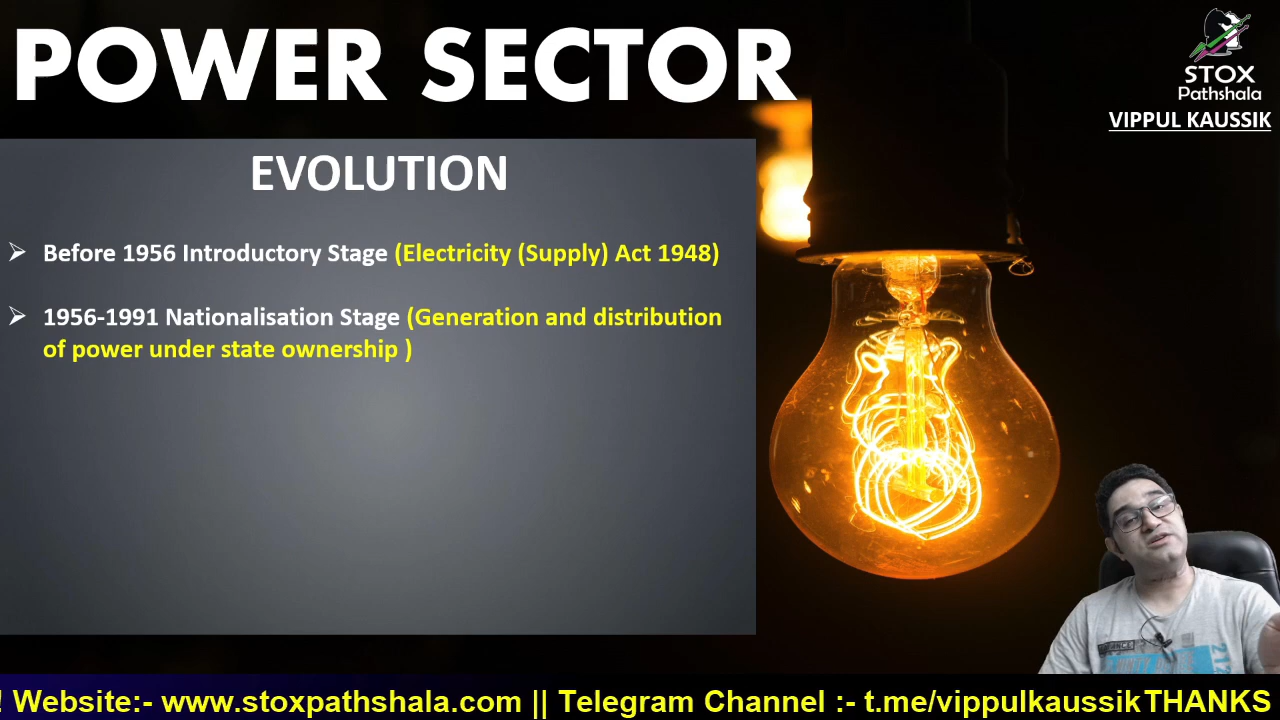 POWER SECTOR
STOX
Pathshala
VIPPUL KAUSSIK
EVOLUTION
➢ Before 1956 Introductory Stage (Electricity (Supply) Act 1948)
➢ 1956-1991 Nationalisation Stage (Generation and distribution
of power under state ownership )
! Website:- www.stoxpathshala.com || Telegram Channel :- t.me/vippulkaussik THANKS